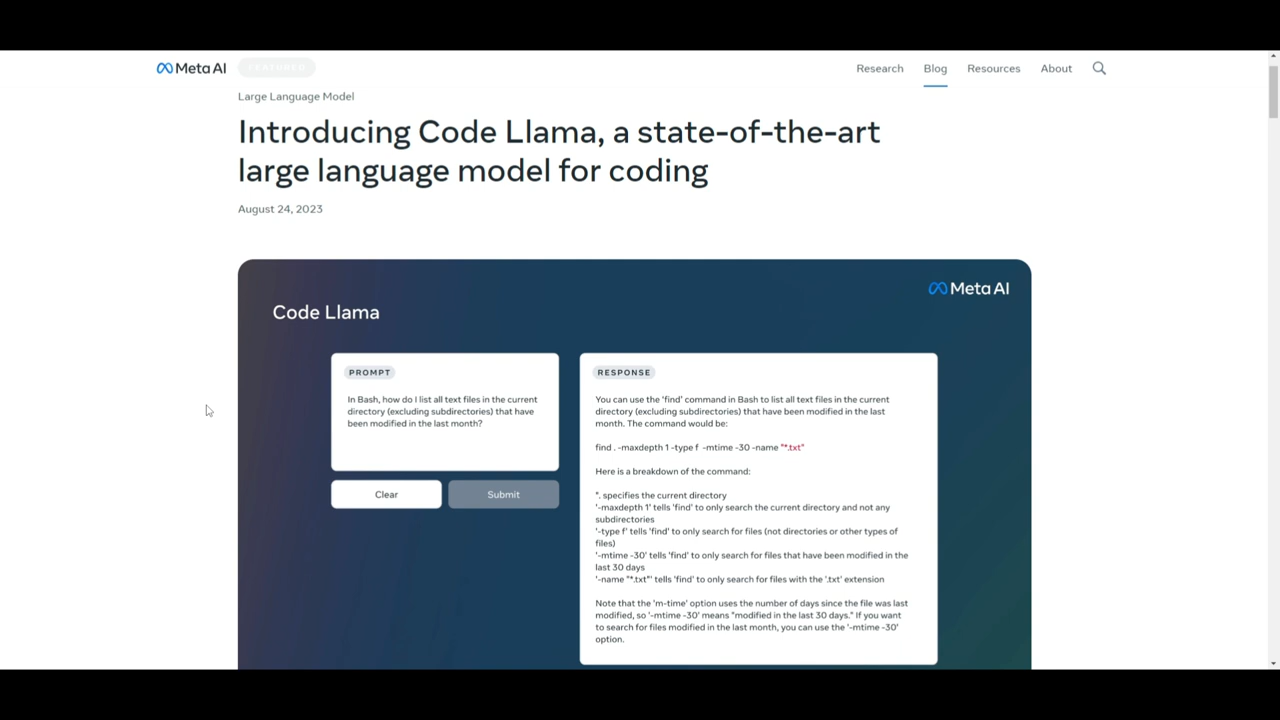 Meta AI
FEATURED
Research
Blog
Resources
About
Large Language Model
Introducing Code Llama, a state-of-the-art
large language model for coding
August 24, 2023
Meta AI
Code Llama
PROMPT
In Bash, how do I list all text files in the current
directory (excluding subdirectories) that have
been modified in the last month?
Clear
Submit
RESPONSE
You can use the 'find' command in Bash to list all text files in the current
directory (excluding subdirectories) that have been modified in the last
month. The command would be:
find . -maxdepth 1 -type f -mtime -30 -name "*.txt"
Here is a breakdown of the command:
". specifies the current directory
'-maxdepth 1' tells 'find' to only search the current directory and not any
subdirectories
'-type f' tells 'find' to only search for files (not directories or other types of
files)
'-mtime -30' tells 'find' to only search for files that have been modified in the
last 30 days
'-name "*.txt"' tells 'find' to only search for files with the '.txt' extension
Note that the 'm-time' option uses the number of days since the file was last
modified, so '-mtime -30' means "modified in the last 30 days." If you want
to search for files modified in the last month, you can use the '-mtime -30'
option.